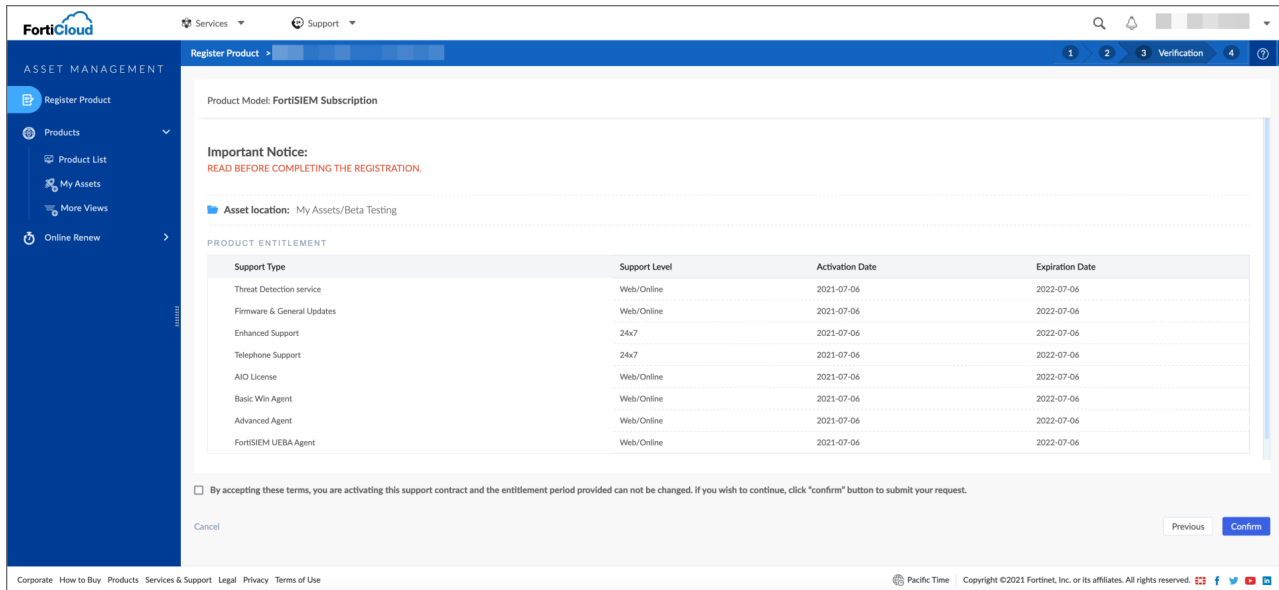 FortiCloud
Services
Support
ASSET MANAGEMENT
Register Product
Products
Product List
My Assets
More Views
Online Renew
Register Product >
1 2 3 Verification 4
Product Model: FortiSIEM Subscription
Important Notice:
READ BEFORE COMPLETING THE REGISTRATION.
Asset location: My Assets/Beta Testing
PRODUCT ENTITLEMENT
Support Type Support Level Activation Date Expiration Date
Threat Detection service Web/Online 2021-07-06 2022-07-06
Firmware & General Updates Web/Online 2021-07-06 2022-07-06
Enhanced Support 24x7 2021-07-06 2022-07-06
Telephone Support 24x7 2021-07-06 2022-07-06
AIO License Web/Online 2021-07-06 2022-07-06
Basic Win Agent Web/Online 2021-07-06 2022-07-06
Advanced Agent Web/Online 2021-07-06 2022-07-06
FortiSIEM UEBA Agent Web/Online 2021-07-06 2022-07-06
By accepting these terms, you are activating this support contract and the entitlement period provided can not be changed. if you wish to continue, click "confirm" button to submit your request.
Cancel
Previous
Confirm
Corporate How to Buy Products Services & Support Legal Privacy Terms of Use
Pacific Time Copyright ©2021 Fortinet, Inc. or its affiliates. All rights reserved.